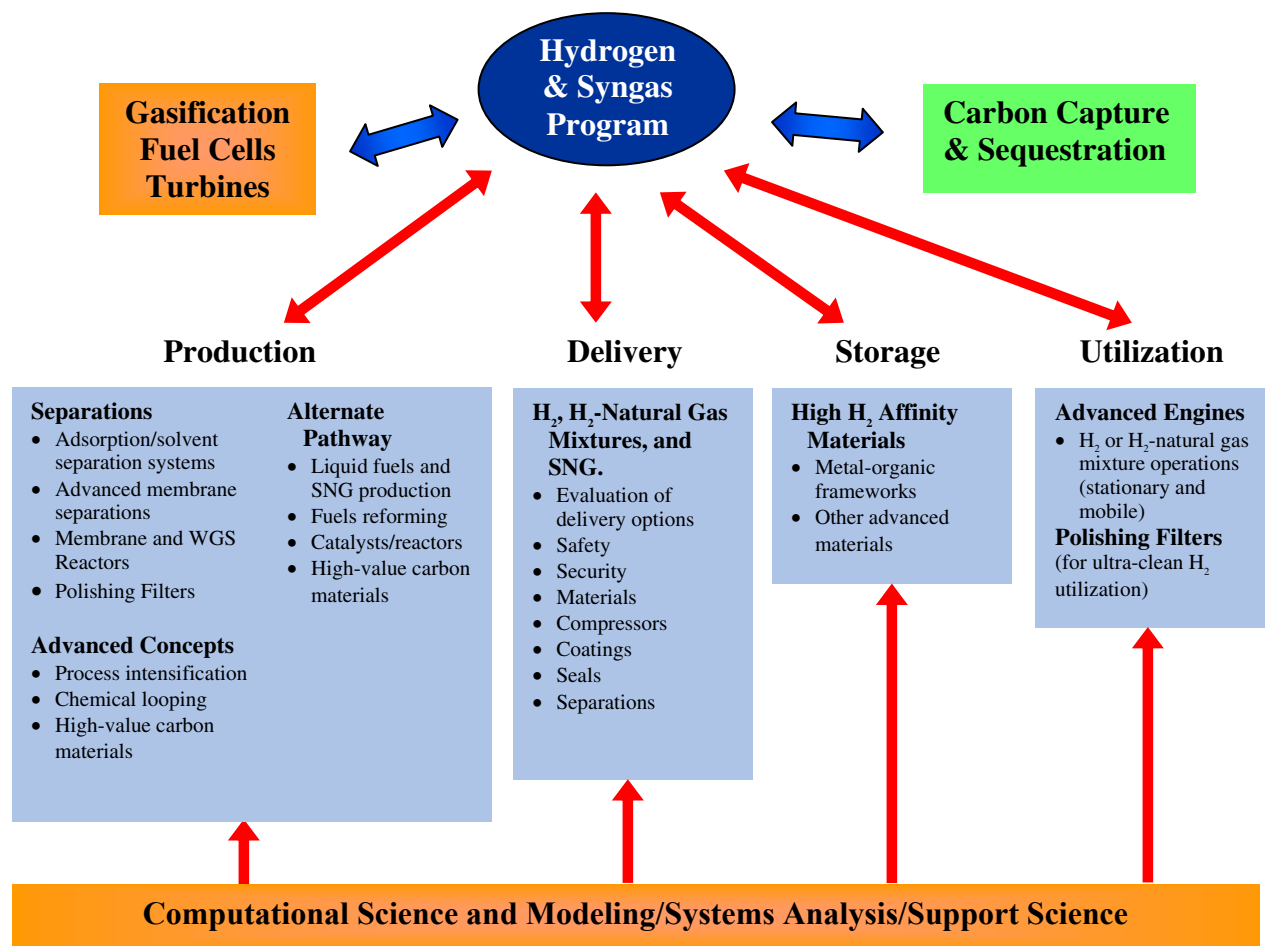 Hydrogen
& Syngas
Program
Gasification
Fuel Cells
Turbines
Carbon Capture
& Sequestration
Production
Delivery
Storage
Utilization
Separations
• Adsorption/solvent
separation systems
• Advanced membrane
separations
• Membrane and WGS
Reactors
• Polishing Filters
Advanced Concepts
• Process intensification
• Chemical looping
• High-value carbon
materials
Alternate
Pathway
• Liquid fuels and
SNG production
• Fuels reforming
• Catalysts/reactors
• High-value carbon
materials
H₂, H₂-Natural Gas
Mixtures, and
SNG.
• Evaluation of
delivery options
• Safety
• Security
• Materials
• Compressors
• Coatings
• Seals
• Separations
High H₂ Affinity
Materials
• Metal-organic
frameworks
• Other advanced
materials
Advanced Engines
• H₂ or H₂-natural gas
mixture operations
(stationary and
mobile)
Polishing Filters
(for ultra-clean H₂
utilization)
Computational Science and Modeling/Systems Analysis/Support Science